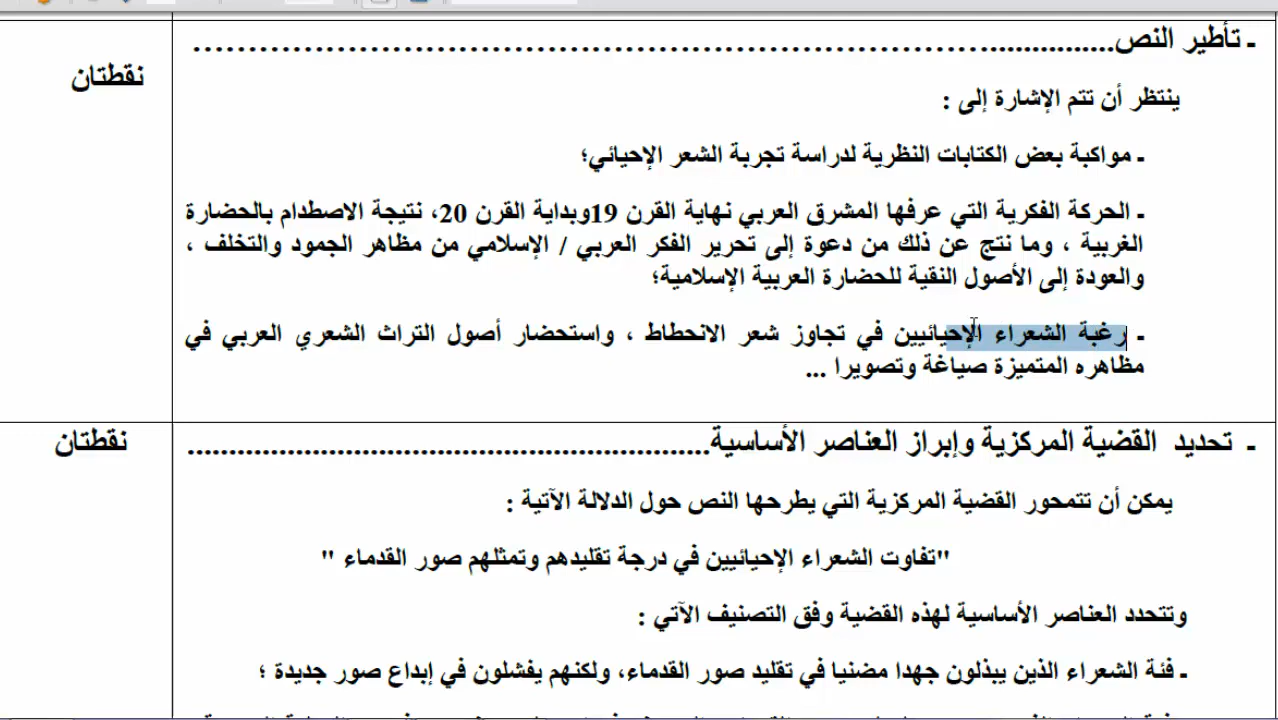 ـ تأطير النص..............................................................................
نقطتان
ينتظر أن تتم الإشارة إلى :
ـ مواكبة بعض الكتابات النظرية لدراسة تجربة الشعر الإحيائي؛
ـ الحركة الفكرية التي عرفها المشرق العربي نهاية القرن 19وبداية القرن 20، نتيجة الاصطدام بالحضارة
الغربية ، وما نتج عن ذلك من دعوة إلى تحرير الفكر العربي / الإسلامي من مظاهر الجمود والتخلف ،
والعودة إلى الأصول النقية للحضارة العربية الإسلامية؛
ـ رغبة الشعراء الإحيائيين في تجاوز شعر الانحطاط ، واستحضار أصول التراث الشعري العربي في
مظاهره المتميزة صياغة وتصويرا ...
ـ تحديد القضية المركزية وإبراز العناصر الأساسية..............................................................
نقطتان
يمكن أن تتمحور القضية المركزية التي يطرحها النص حول الدلالة الآتية :
"تفاوت الشعراء الإحيائيين في درجة تقليدهم وتمثلهم صور القدماء "
وتتحدد العناصر الأساسية لهذه القضية وفق التصنيف الآتي :
ـ فئة الشعراء الذين يبذلون جهدا مضنيا في تقليد صور القدماء، ولكنهم يفشلون في إبداع صور جديدة ؛